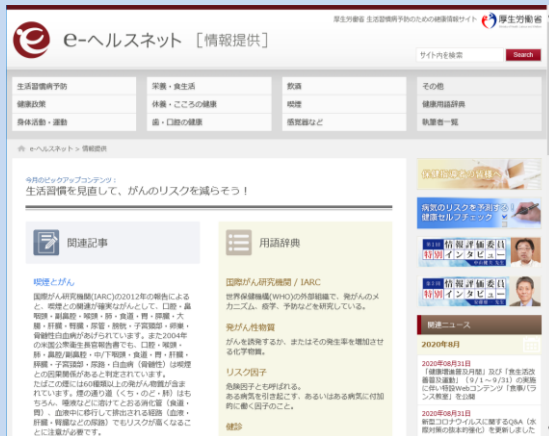 厚生労働省 生活習慣病予防のための健康情報サイト
厚生労働省
e-ヘルスネット [情報提供]
サイト内を検索
Search
生活習慣病予防
栄養・食生活
飲酒
その他
健康政策
休養・こころの健康
喫煙
健康用語辞典
身体活動・運動
歯・口腔の健康
感覚器など
執筆者一覧
e-ヘルスネット > 情報提供
今月のピックアップコンテンツ:
生活習慣を見直して、がんのリスクを減らそう!
関連記事
喫煙とがん
国際がん研究機関(IARC)の2012年の報告による
と、喫煙との関連が確実ながんとして、口腔・鼻
咽頭・副鼻腔・喉頭・肺・食道・胃・膵臓・大
腸・肝臓・腎臓・尿管・膀胱・子宮頸部・卵巣・
骨髄性白血病があげられています。また2004年
の米国公衆衛生長官報告書でも、口腔・喉頭・
肺・鼻腔/副鼻腔・中/下咽頭・食道・胃・肝臓・
膵臓・子宮頸部・尿路・白血病(骨髄性)は喫煙
との因果関係があると判定されています。
たばこの煙には60種類以上の発がん物質が含ま
れています。煙の通り道(くち・のど・肺)はも
ちろん、唾液などに溶けてとおる消化管(食道・
胃)、血液中に移行して排出される経路(血液・
肝臓・腎臓などの尿路)でもリスクが高くなるこ
とに注意が必要です。
用語辞典
国際がん研究機関 / IARC
世界保健機構(WHO)の外部組織で、発がんのメ
カニズム、疫学、予防などを研究している。
発がん性物質
がんを誘発するか、またはその発生率を増加させ
る化学物質。
リスク因子
危険因子とも呼ばれる。
ある病気を引き起こす、あるいはある病気に付加
的に働く因子のこと。
健診
保健指導者の皆様へ
病気のリスクを予測する!
健康セルフチェック
第1回 情報評価委員
特別インタビュー
情報評価委員
特別インタビュー
関連ニュース
2020年8月
2020年08月31日
「健康増進普及月間」及び「食生活改
善普及運動」(9/1~9/31)の実施
に伴い特設Webコンテンツ「食事バラ
ンス教室」を公開
2020年08月31日
新型コロナウイルスに関するQ&A(水
際対策の抜本的強化)を更新しました